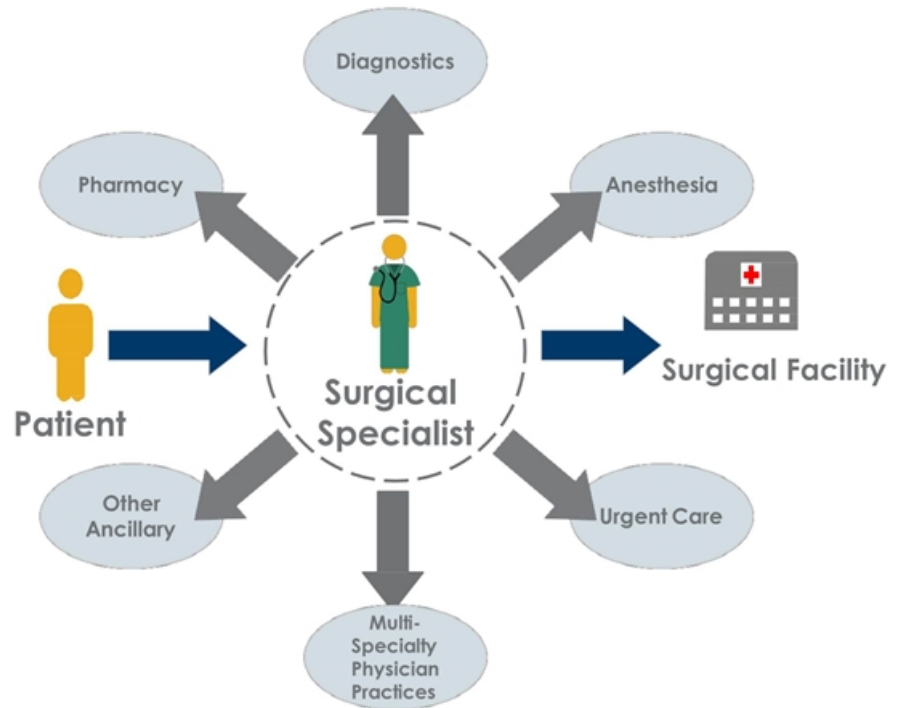 Diagnostics
Pharmacy
Anesthesia
Surgical Facility
Surgical
Specialist
Patient
Other
Ancillary
Urgent Care
Multi-
Specialty
Physician
Practices